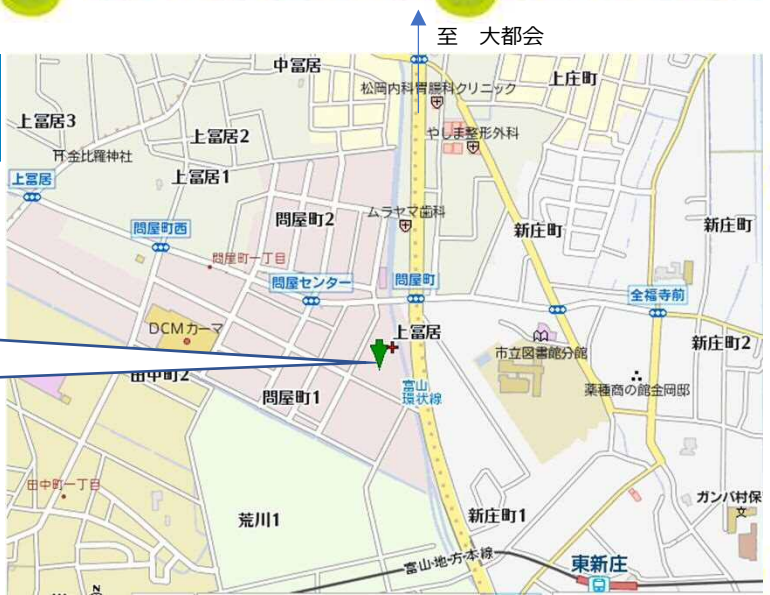 至　大都会
中冨居
上庄町
松岡内科胃腸科クリニック
上冨居3
上冨居2
やしま整形外科
金比羅神社
上冨居1
上冨居
問屋町2
ムラヤマ歯科
新庄町
新庄町
問屋町西
問屋町一丁目
問屋センター
問屋町
全福寺前
DCMカーマ
上冨居
市立図書館分館
新庄町2
田中町2
薬種商の館金岡邸
問屋町1
富山
環状線
田中町一丁目
荒川1
新庄町1
ガンバ村保
文
富山地方本線
東新庄